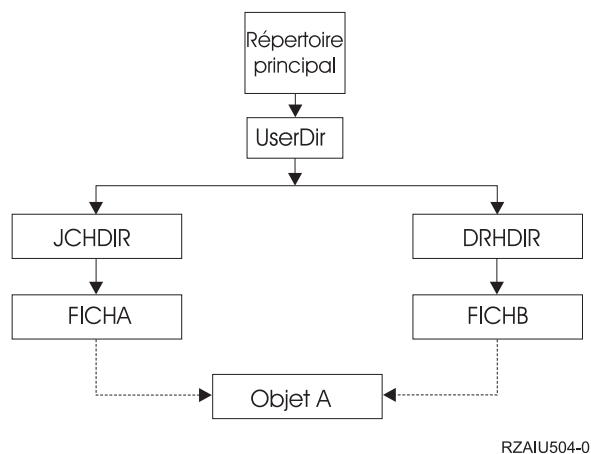 Répertoire
principal
UserDir
JCHDIR
DRHDIR
FICHA
FICHB
Objet A
RZAIU504-0